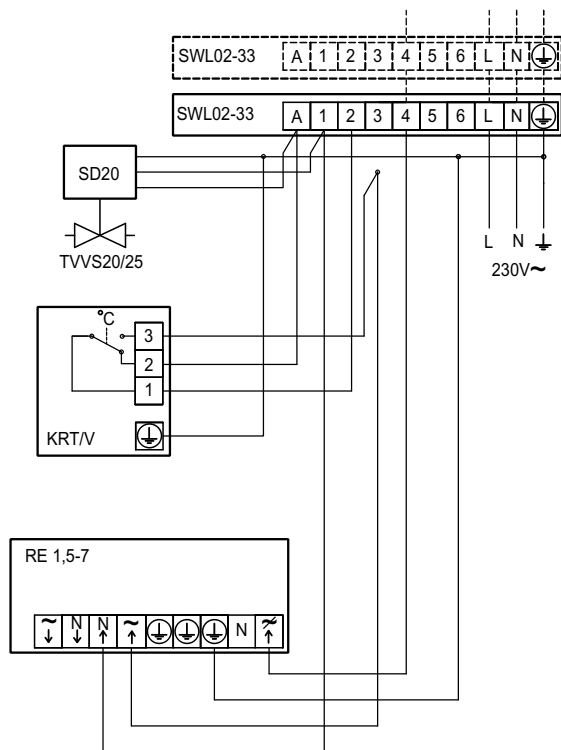 SWL02-33 A 1 2 3 4 5 6 L N
SWL02-33 A 1 2 3 4 5 6 L N
SD20
TVVS20/25
L N
230V~
°C
3
2
1
KRT/V
RE 1,5-7
~ N N ~ N ≁